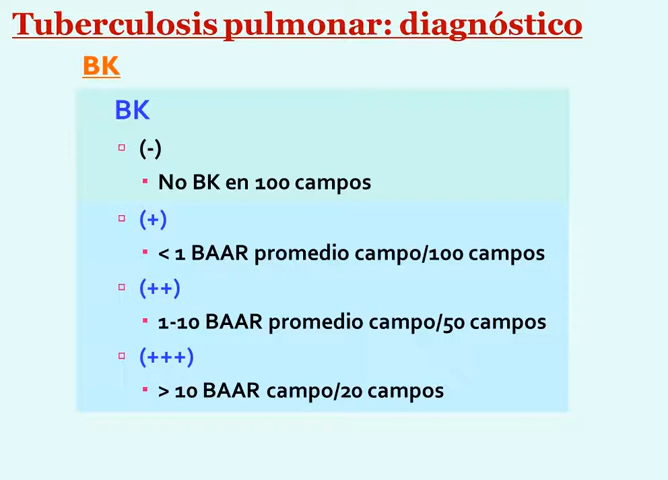 Tuberculosis pulmonar: diagnóstico
BK
BK
(-)
No BK en 100 campos
(+)
< 1 BAAR promedio campo/100 campos
(++)
1-10 BAAR promedio campo/50 campos
(+++)
> 10 BAAR campo/20 campos